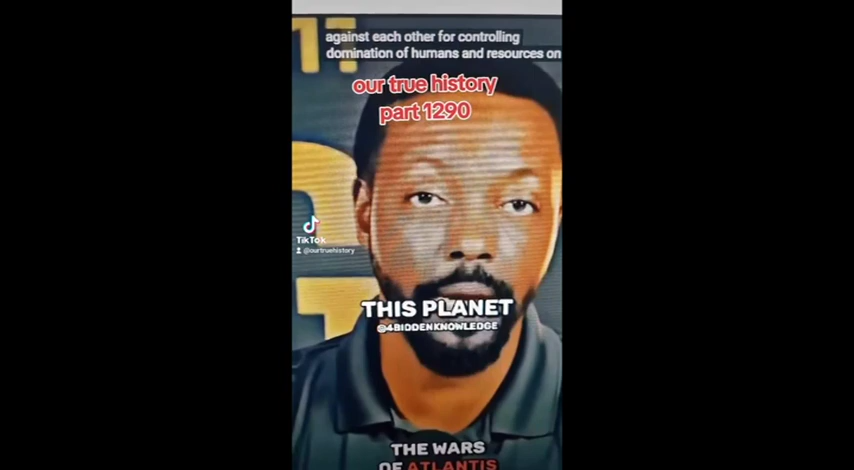 against each other for controlling
domination of humans and resources on
our true history
part 1290
TikTok
@ourtruehistory
THIS PLANET
@4BIDDENKNOWLEDGE
THE WARS
OF ATLANTIS